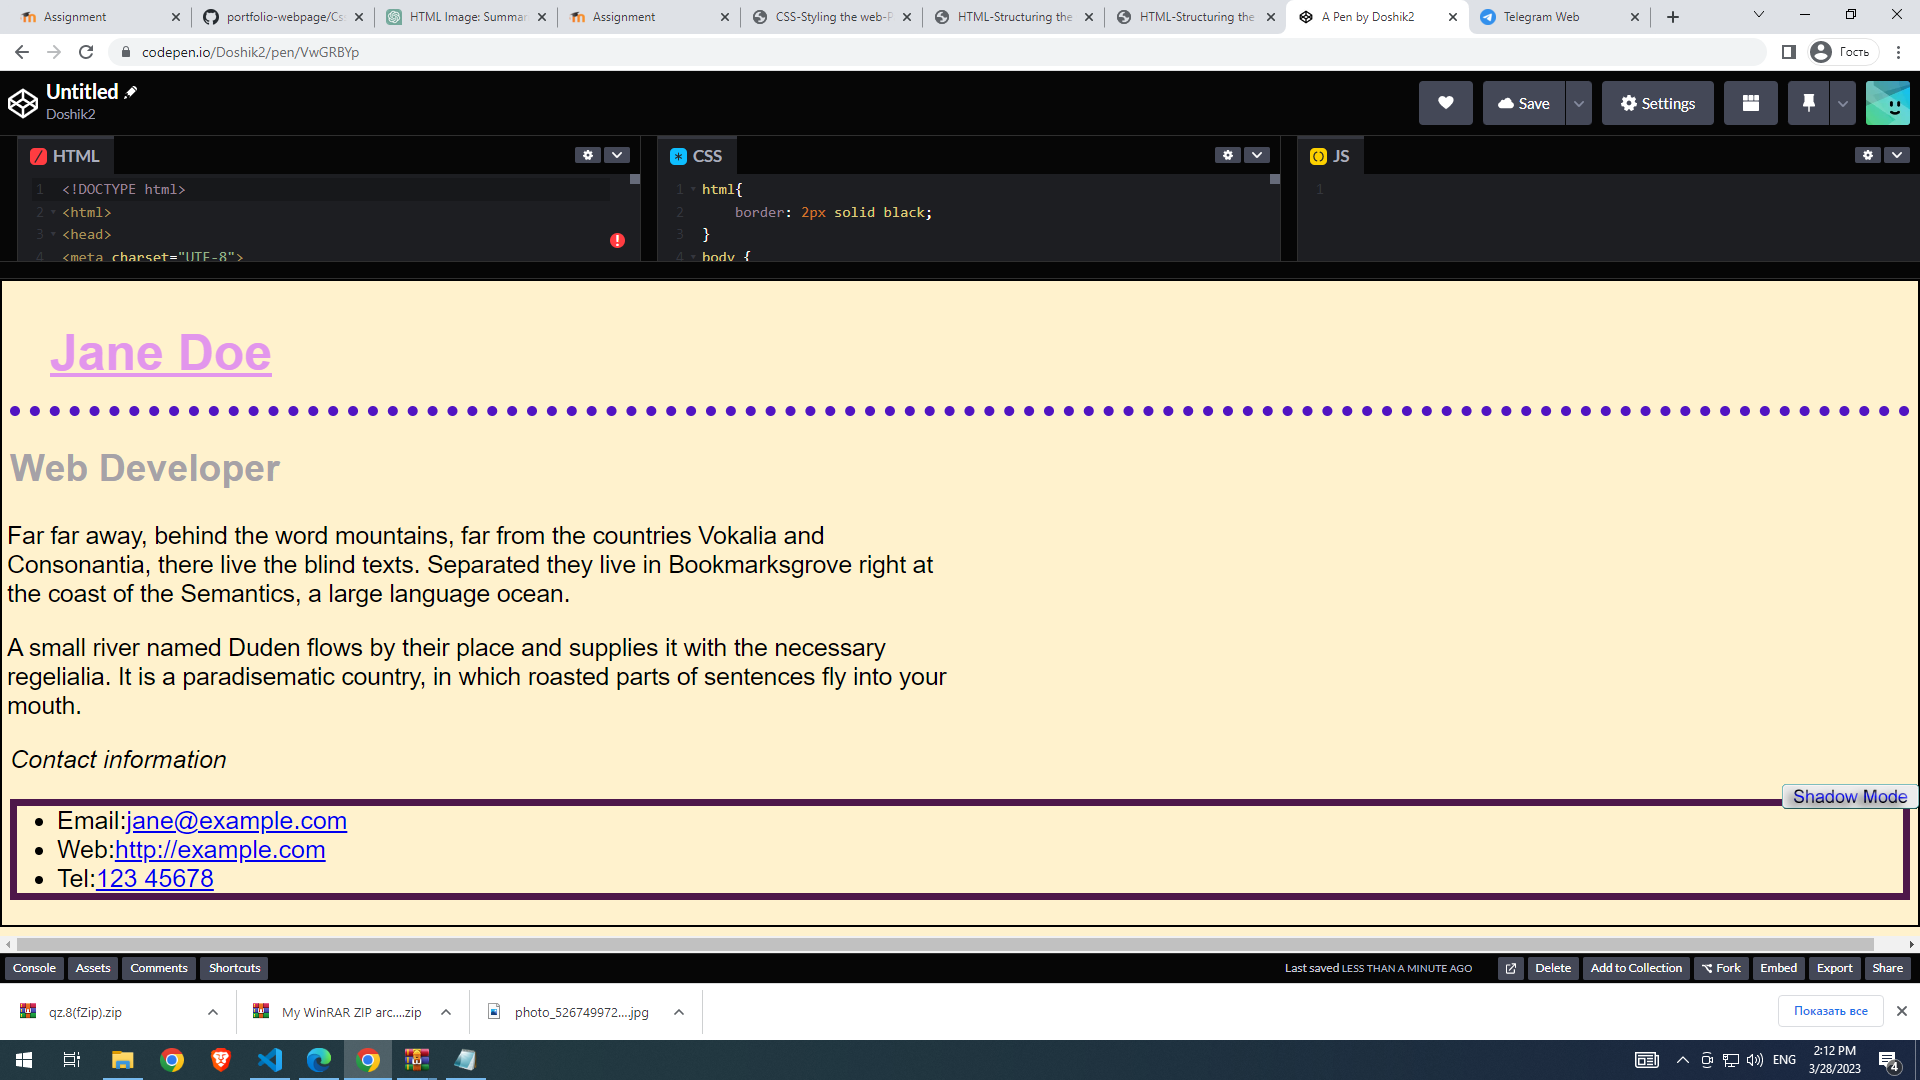 Assignment
portfolio-webpage/Cs
HTML Image: Summar
Assignment
CSS-Styling the web-P
HTML-Structuring the
HTML-Structuring the
A Pen by Doshik2
Telegram Web
codepen.io/Doshik2/pen/VwGRBYp
Гость
Untitled
Doshik2
Save
Settings
HTML
CSS
JS
1 <!DOCTYPE html>
2 <html>
3 <head>
4 <meta charset="UTF-8">
1 html{
2 border: 2px solid black;
3 }
4 body {
1
Jane Doe
Web Developer
Far far away, behind the word mountains, far from the countries Vokalia and
Consonantia, there live the blind texts. Separated they live in Bookmarksgrove right at
the coast of the Semantics, a large language ocean.
A small river named Duden flows by their place and supplies it with the necessary
regelialia. It is a paradisematic country, in which roasted parts of sentences fly into your
mouth.
Contact information
Shadow Mode
Email:jane@example.com
Web:http://example.com
Tel:123 45678
Console
Assets
Comments
Shortcuts
Last saved LESS THAN A MINUTE AGO
Delete
Add to Collection
Fork
Embed
Export
Share
qz.8(fZip).zip
My WinRAR ZIP arc....zip
photo_526749972....jpg
Показать все
ENG
2:12 PM
3/28/2023
4